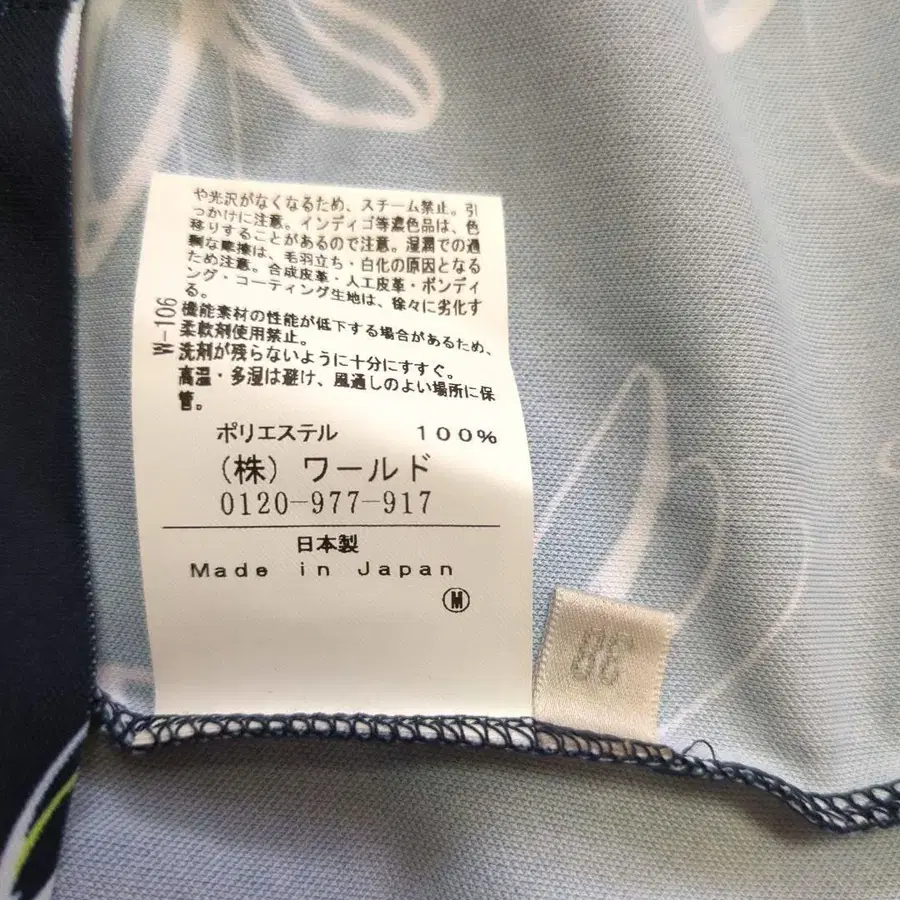 や光沢がなくなるため、スチーム禁止。引
っかけに注意。インディゴ等濃色品は、色
移りすることがあるので注意。湿潤での過
剰な摩擦は、毛羽立ち・白化の原因となる
ため注意。合成皮革・人工皮革・ボンディ
ング・コーティング生地は、徐々に劣化す
る。
機能素材の性能が低下する場合があるため、
柔軟剤使用禁止。
洗剤が残らないように十分にすすぐ。
高温・多湿は避け、風通しのよい場所に保
管。
W-106
ポリエステル 100%
(株) ワールド
0120-977-917
日本製
Made in Japan
M
38